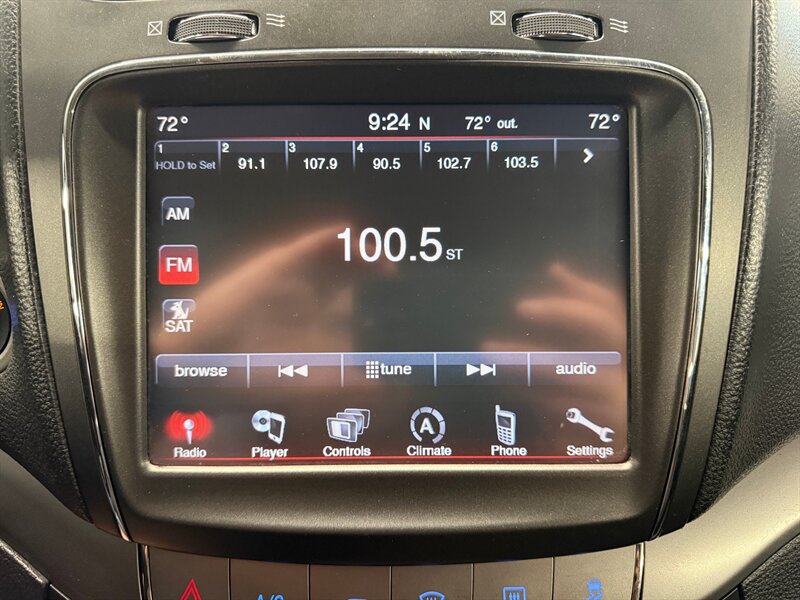 72° 9:24 N 72° out. 72°
1 2 3 4 5 6
HOLD to Set 91.1 107.9 90.5 102.7 103.5
AM
100.5 ST
FM
SAT
browse tune audio
Radio Player Controls Climate Phone Settings
A/C